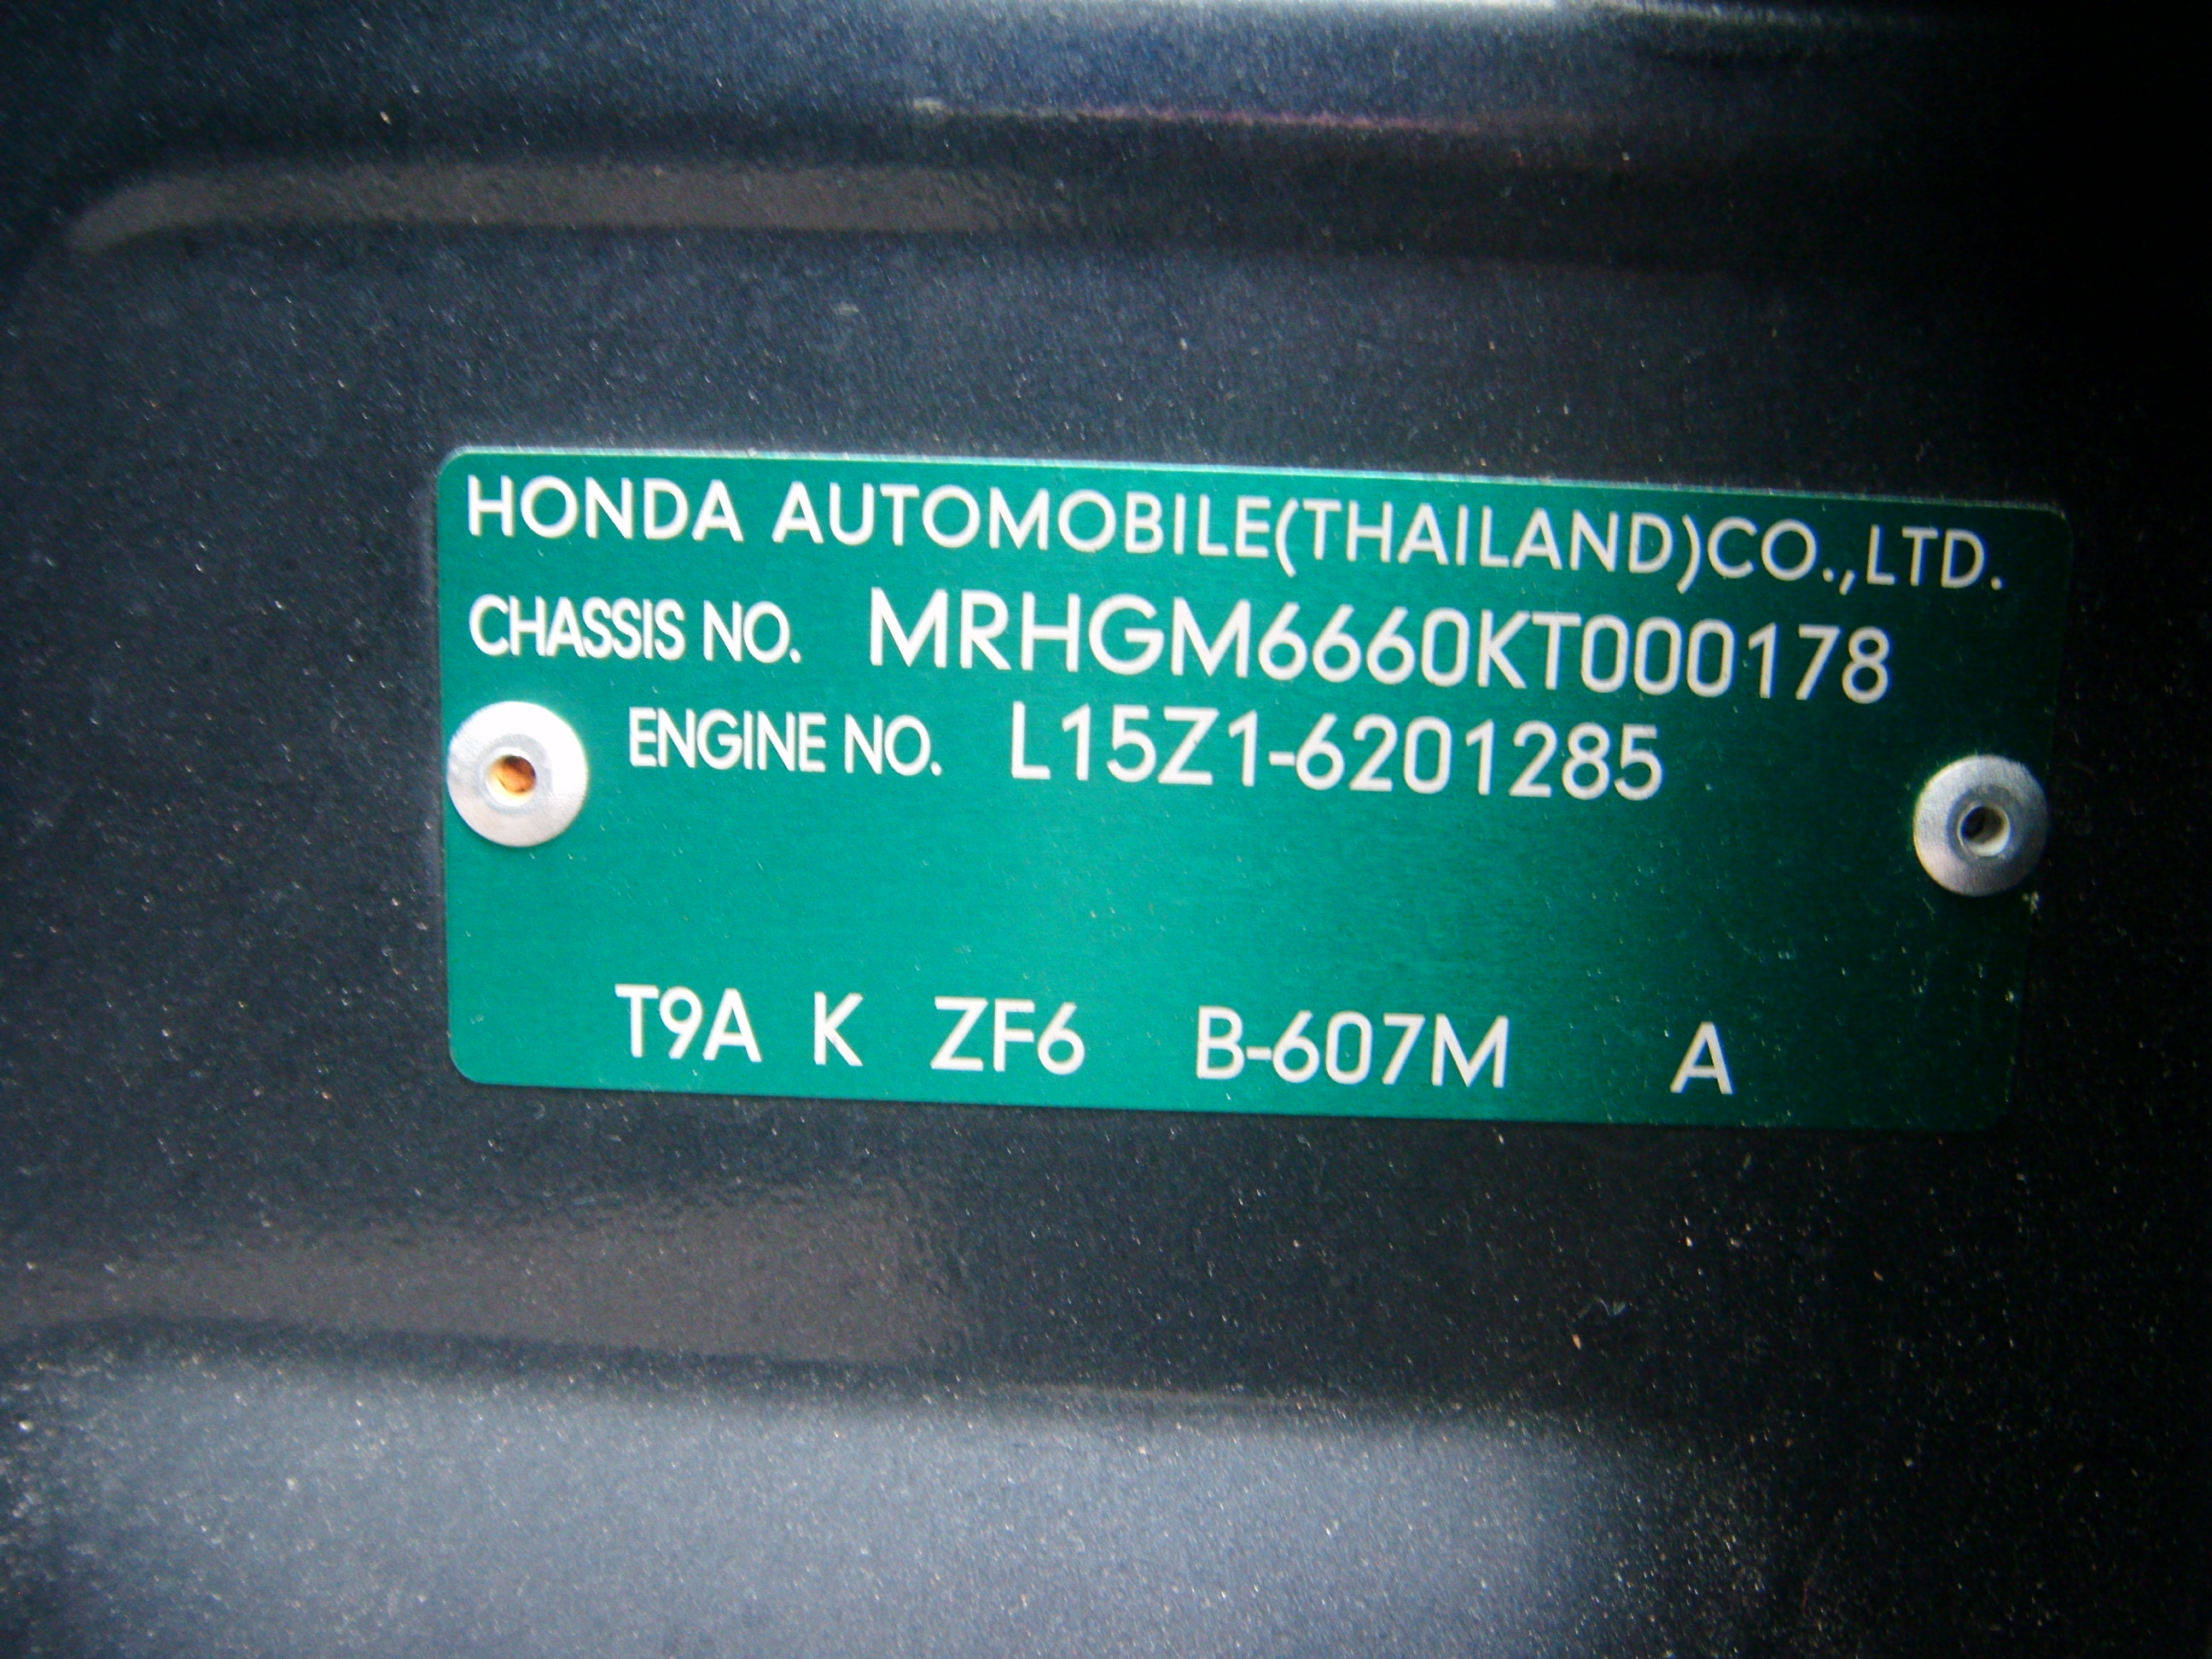 HONDA AUTOMOBILE(THAILAND)CO.,LTD.
CHASSIS NO. MRHGM6660KT000178
ENGINE NO. L15Z1-6201285
T9A K ZF6 B-607M A